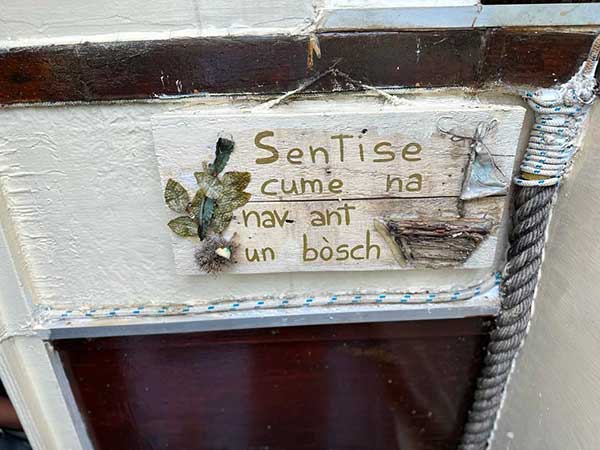 SenTise
cume na
nav ant
un bòsch